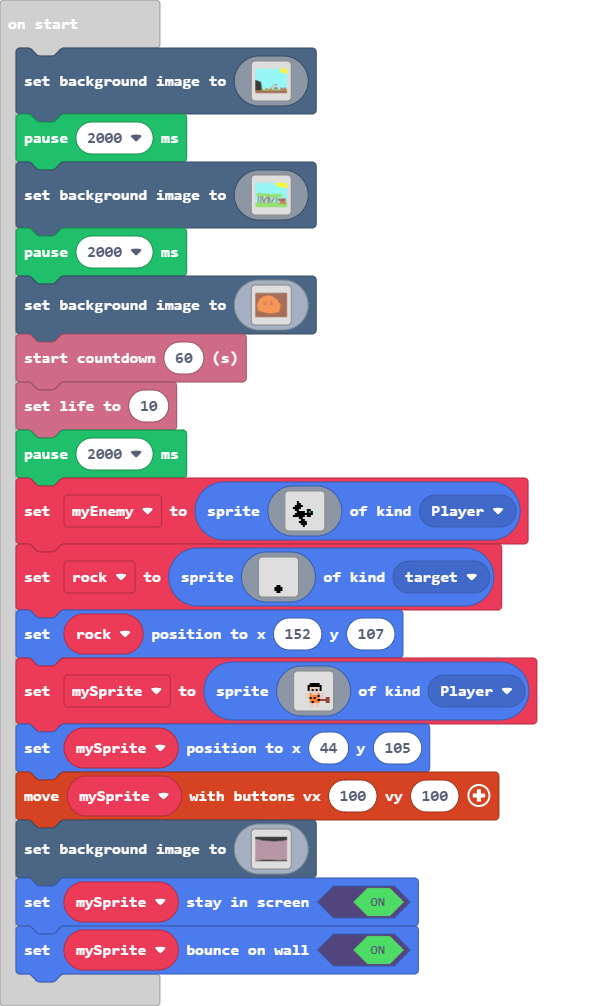 on start
set background image to
pause 2000 ms
set background image to
pause 2000 ms
set background image to
start countdown 60 (s)
set life to 10
pause 2000 ms
set myEnemy to sprite of kind Player
set rock to sprite of kind target
set rock position to x 152 y 107
set mySprite to sprite of kind Player
set mySprite position to x 44 y 105
move mySprite with buttons vx 100 vy 100
set background image to
set mySprite stay in screen ON
set mySprite bounce on wall ON